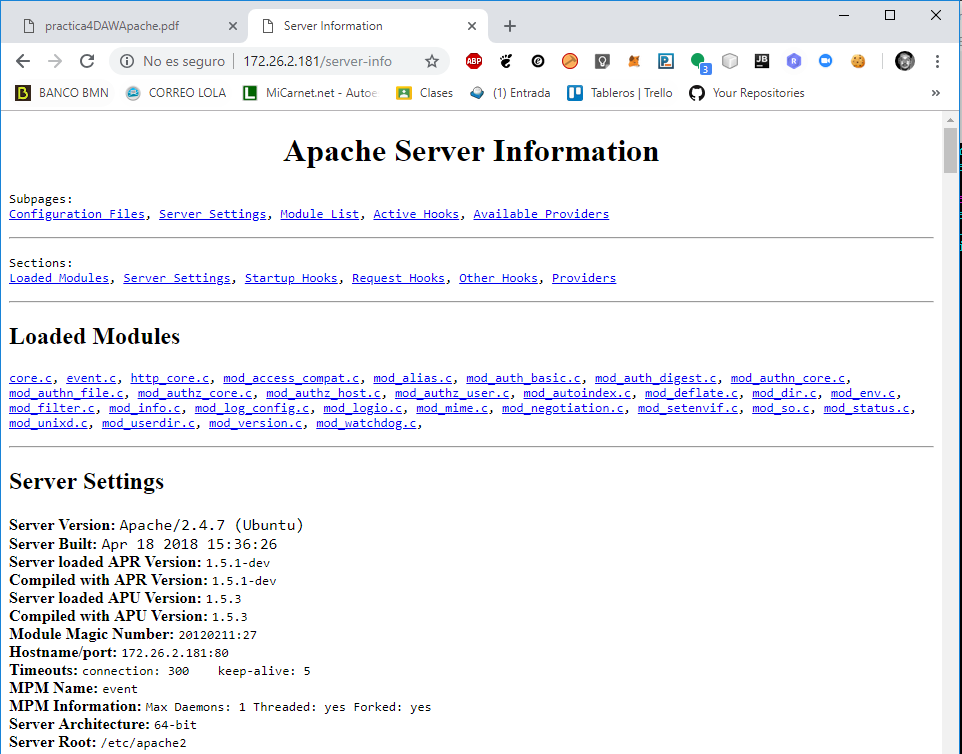 practica4DAWApache.pdf
Server Information
No es seguro 172.26.2.181/server-info
ABP
3
JB
R
BANCO BMN
CORREO LOLA
MiCarnet.net - Autoe
Clases
(1) Entrada
Tableros | Trello
Your Repositories
»
Apache Server Information
Subpages:
Configuration Files, Server Settings, Module List, Active Hooks, Available Providers
Sections:
Loaded Modules, Server Settings, Startup Hooks, Request Hooks, Other Hooks, Providers
Loaded Modules
core.c, event.c, http_core.c, mod_access_compat.c, mod_alias.c, mod_auth_basic.c, mod_auth_digest.c, mod_authn_core.c,
mod_authn_file.c, mod_authz_core.c, mod_authz_host.c, mod_authz_user.c, mod_autoindex.c, mod_deflate.c, mod_dir.c, mod_env.c,
mod_filter.c, mod_info.c, mod_log_config.c, mod_logio.c, mod_mime.c, mod_negotiation.c, mod_setenvif.c, mod_so.c, mod_status.c,
mod_unixd.c, mod_userdir.c, mod_version.c, mod_watchdog.c,
Server Settings
Server Version: Apache/2.4.7 (Ubuntu)
Server Built: Apr 18 2018 15:36:26
Server loaded APR Version: 1.5.1-dev
Compiled with APR Version: 1.5.1-dev
Server loaded APU Version: 1.5.3
Compiled with APU Version: 1.5.3
Module Magic Number: 20120211:27
Hostname/port: 172.26.2.181:80
Timeouts: connection: 300    keep-alive: 5
MPM Name: event
MPM Information: Max Daemons: 1 Threaded: yes Forked: yes
Server Architecture: 64-bit
Server Root: /etc/apache2